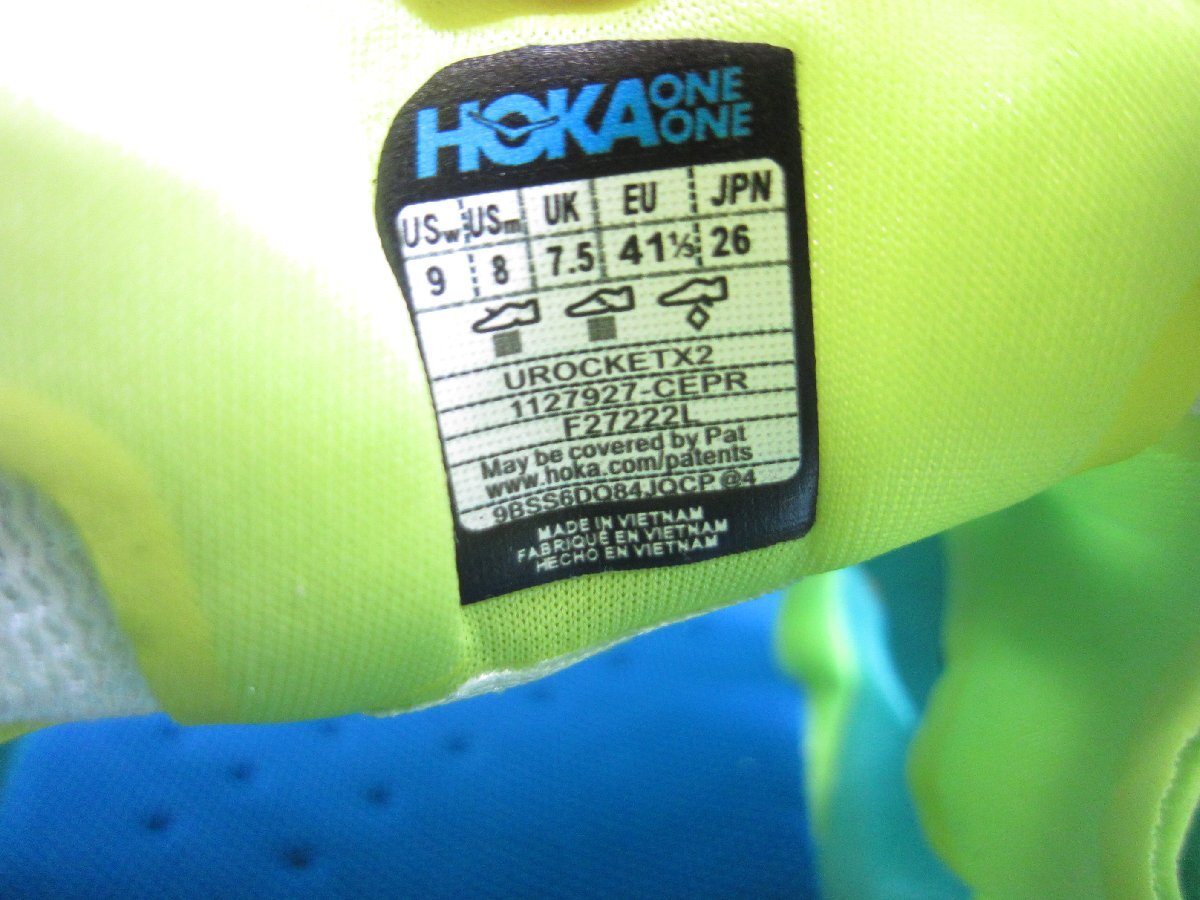 HOKA ONE ONE
USw USm UK EU JPN
9 8 7.5 41⅓ 26
UROCKETX2
1127927-CEPR
F27222L
May be covered by Pat
www.hoka.com/patents
9BSS6DQ84JQCP @4
MADE IN VIETNAM
FABRIQUÉ EN VIETNAM
HECHO EN VIETNAM